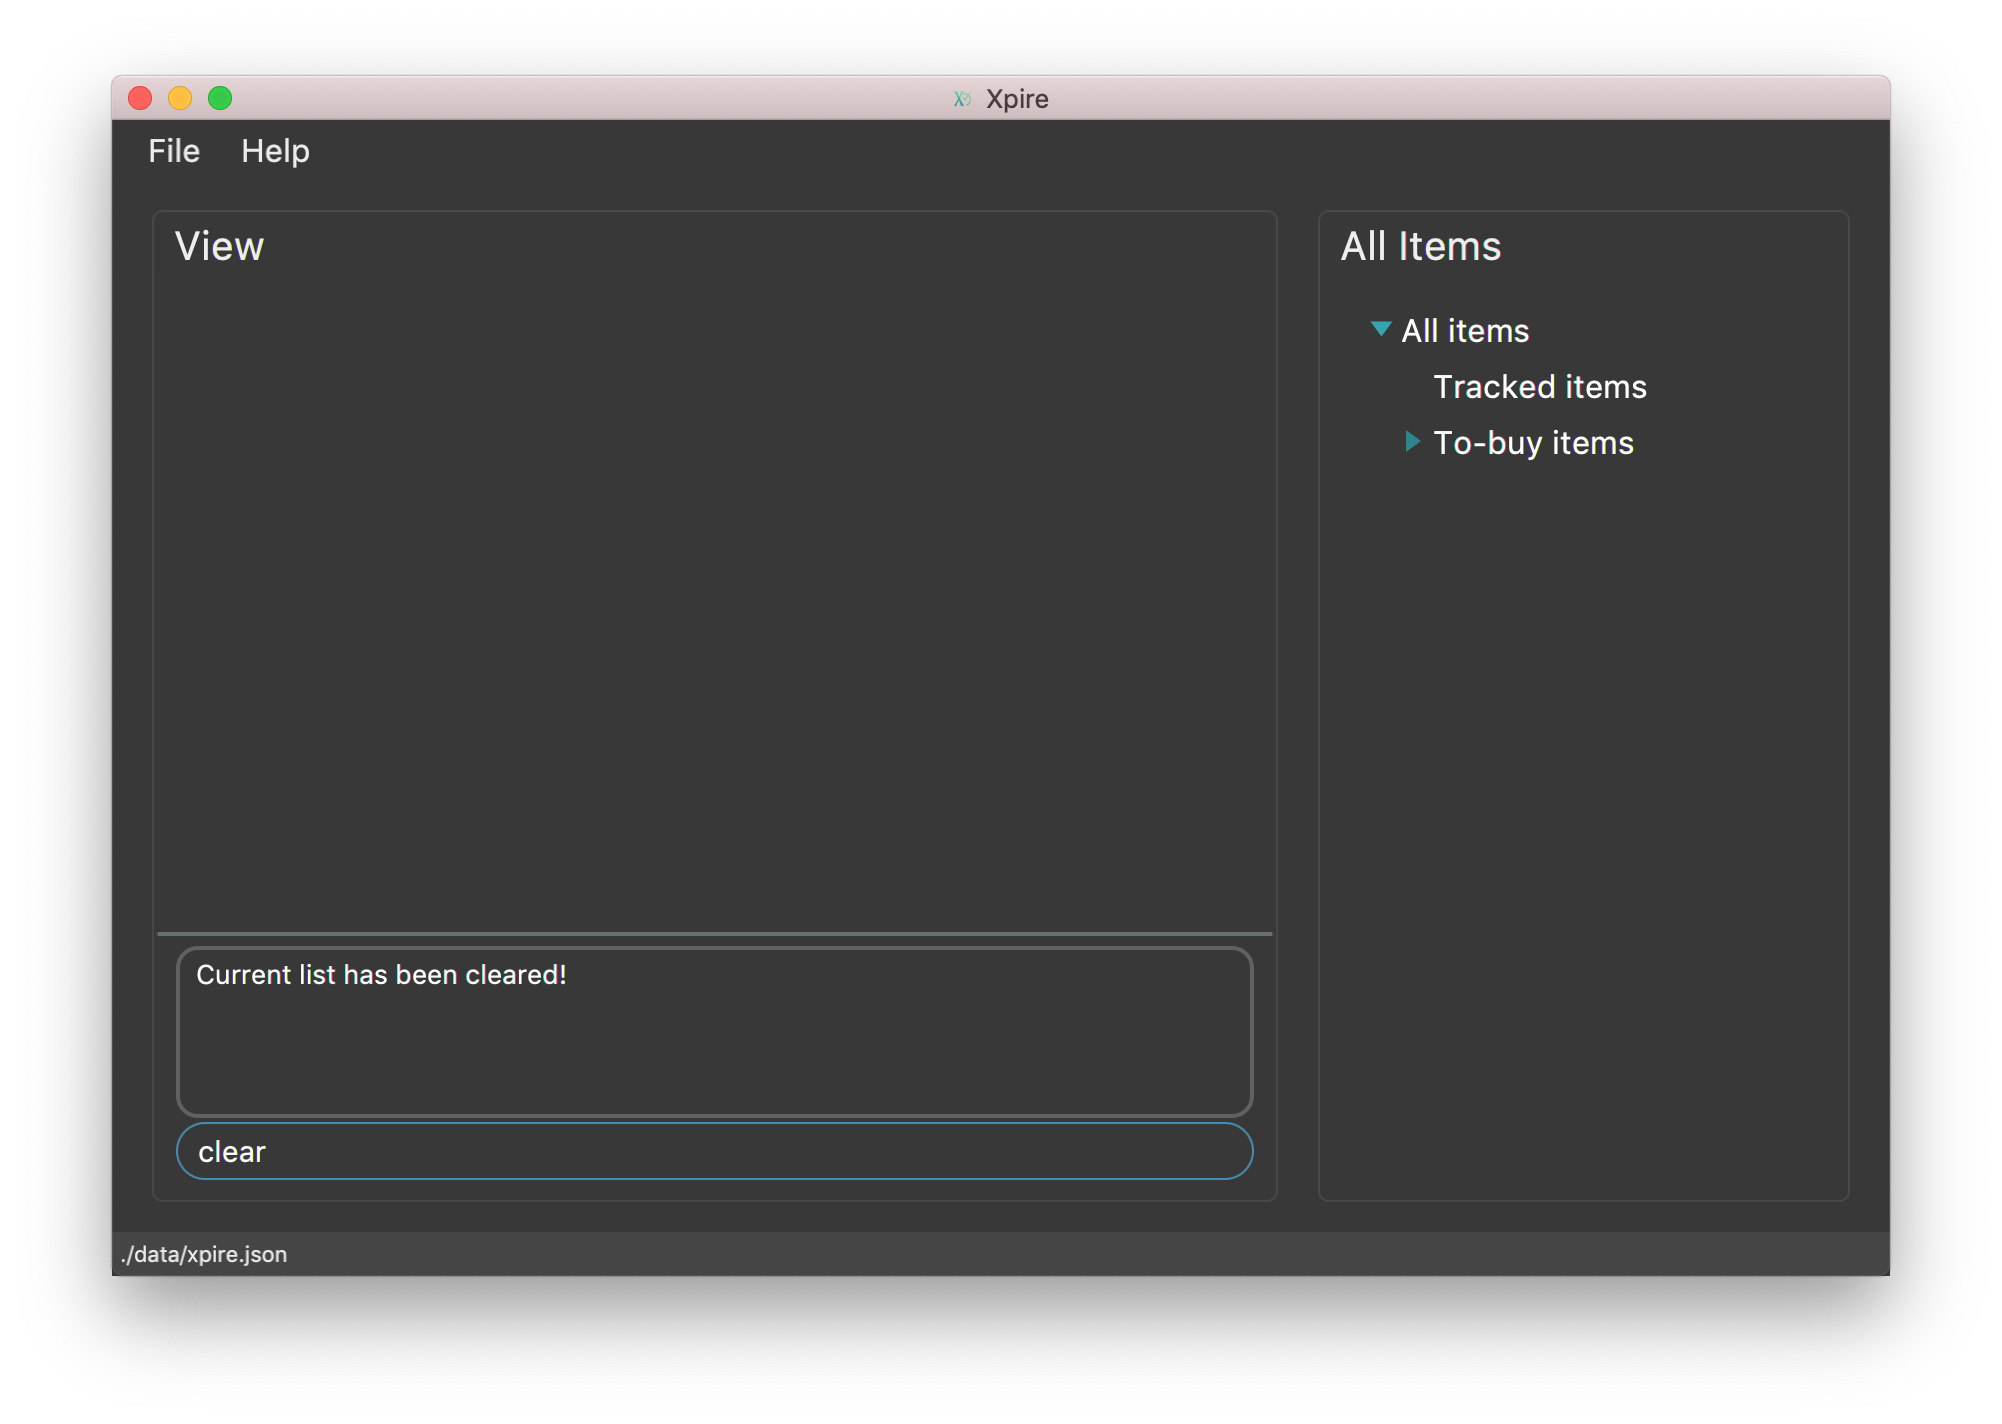 Xpire
File Help
View
Current list has been cleared!
clear
All Items
All items
Tracked items
To-buy items
./data/xpire.json